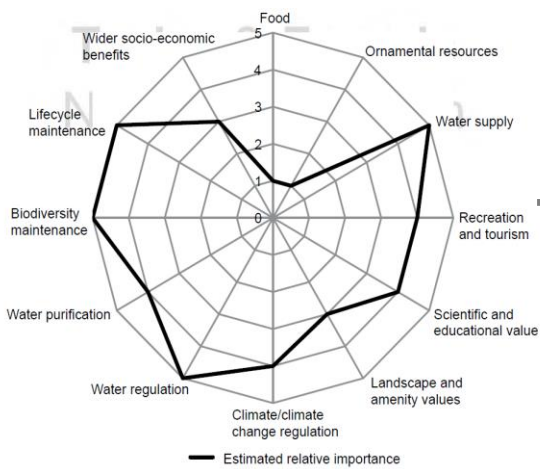 Food
Ornamental resources
Water supply
Recreation
and tourism
Scientific and
educational value
Landscape and
amenity values
Climate/climate
change regulation
Water regulation
Water purification
Biodiversity
maintenance
Lifecycle
maintenance
Wider socio-economic
benefits
5
4
3
2
1
0
Estimated relative importance